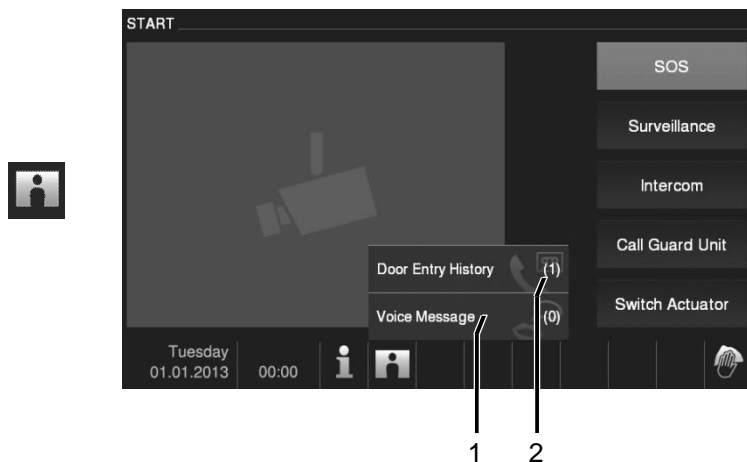 START
SOS
Surveillance
Intercom
Door Entry History (1)
Call Guard Unit
Voice Message (0)
Switch Actuator
Tuesday
01.01.2013 00:00
1 2